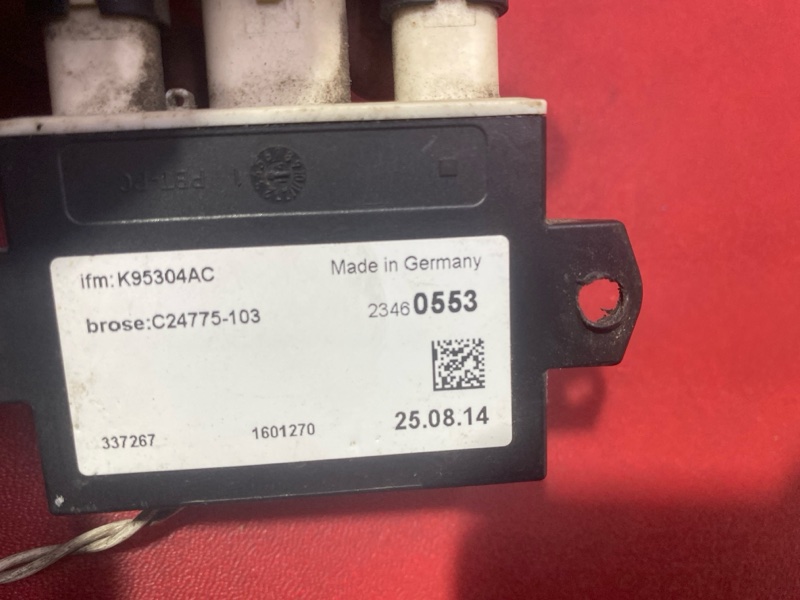 ifm:K95304AC
Made in Germany
brose:C24775-103
2346 0553
337267
1601270
25.08.14